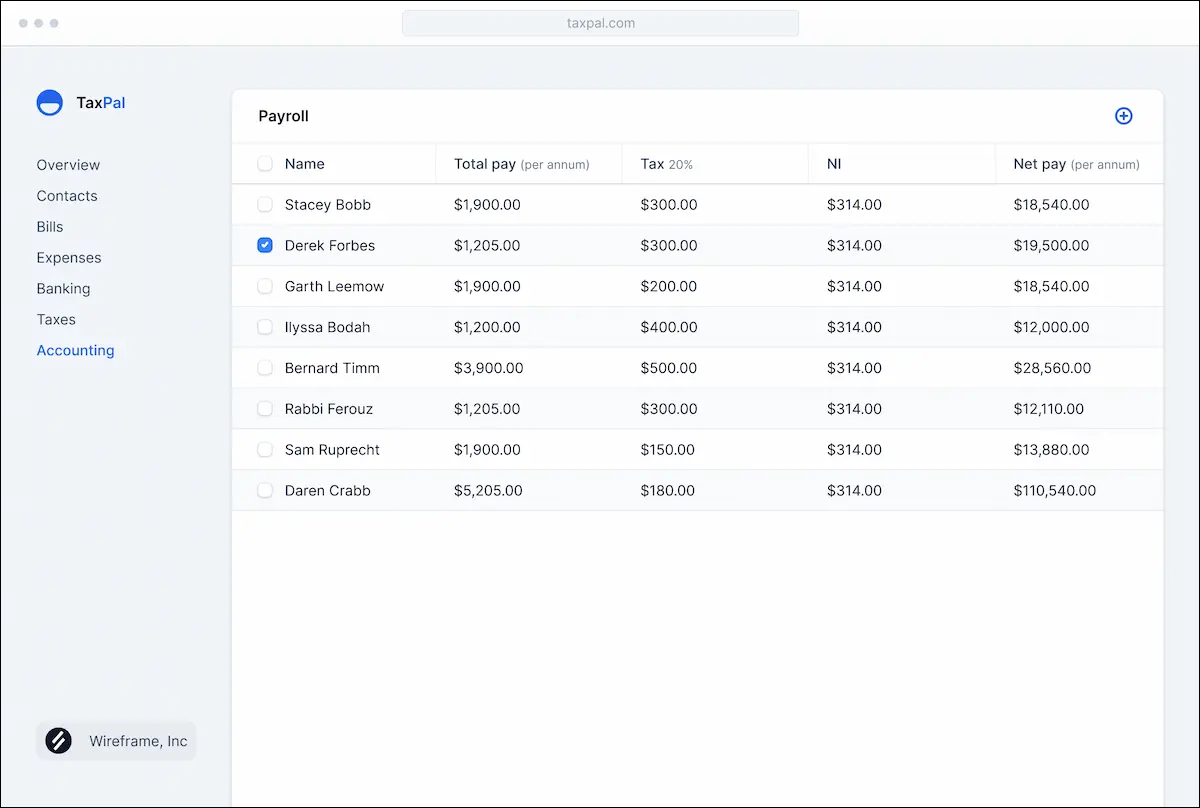 taxpal.com
TaxPal
Overview
Contacts
Bills
Expenses
Banking
Taxes
Accounting
Wireframe, Inc
Payroll
Name Total pay (per annum) Tax 20% NI Net pay (per annum)
Stacey Bobb $1,900.00 $300.00 $314.00 $18,540.00
Derek Forbes $1,205.00 $300.00 $314.00 $19,500.00
Garth Leemow $1,900.00 $200.00 $314.00 $18,540.00
Ilyssa Bodah $1,200.00 $400.00 $314.00 $12,000.00
Bernard Timm $3,900.00 $500.00 $314.00 $28,560.00
Rabbi Ferouz $1,205.00 $300.00 $314.00 $12,110.00
Sam Ruprecht $1,900.00 $150.00 $314.00 $13,880.00
Daren Crabb $5,205.00 $180.00 $314.00 $110,540.00